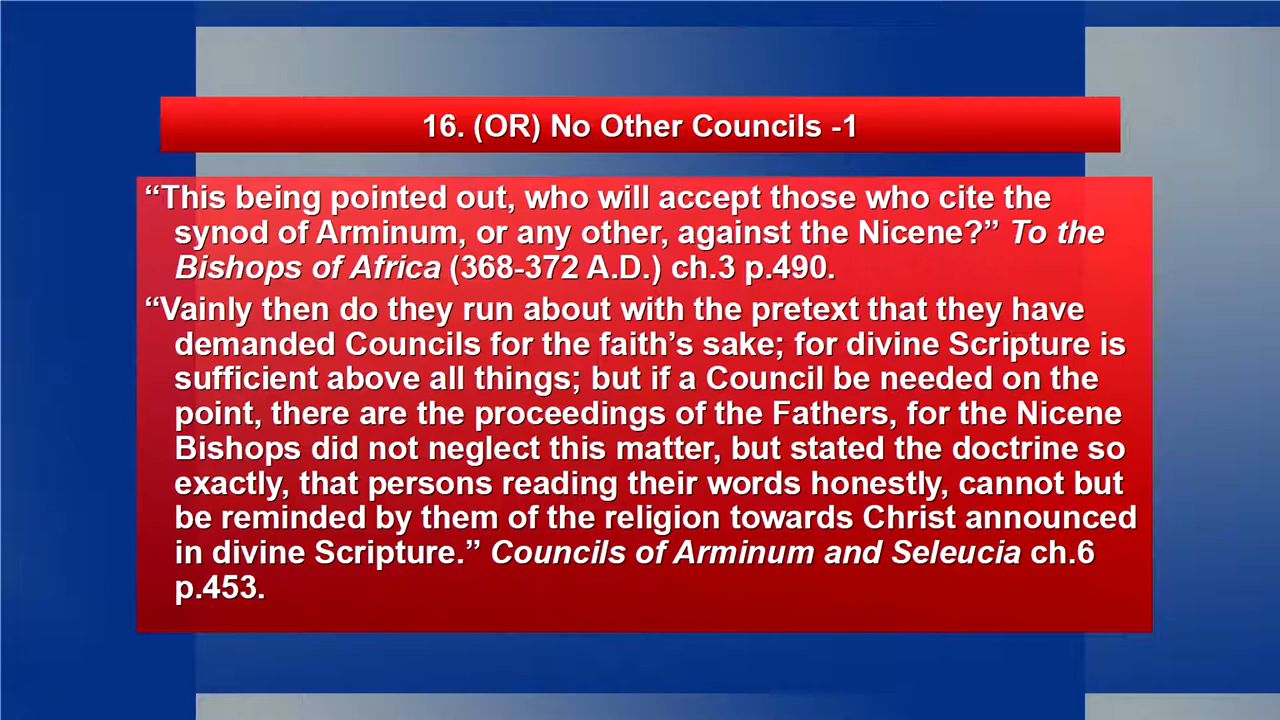 16. (OR) No Other Councils -1
“This being pointed out, who will accept those who cite the
synod of Arminum, or any other, against the Nicene?” To the
Bishops of Africa (368-372 A.D.) ch.3 p.490.
“Vainly then do they run about with the pretext that they have
demanded Councils for the faith’s sake; for divine Scripture is
sufficient above all things; but if a Council be needed on the
point, there are the proceedings of the Fathers, for the Nicene
Bishops did not neglect this matter, but stated the doctrine so
exactly, that persons reading their words honestly, cannot but
be reminded by them of the religion towards Christ announced
in divine Scripture.” Councils of Arminum and Seleucia ch.6
p.453.